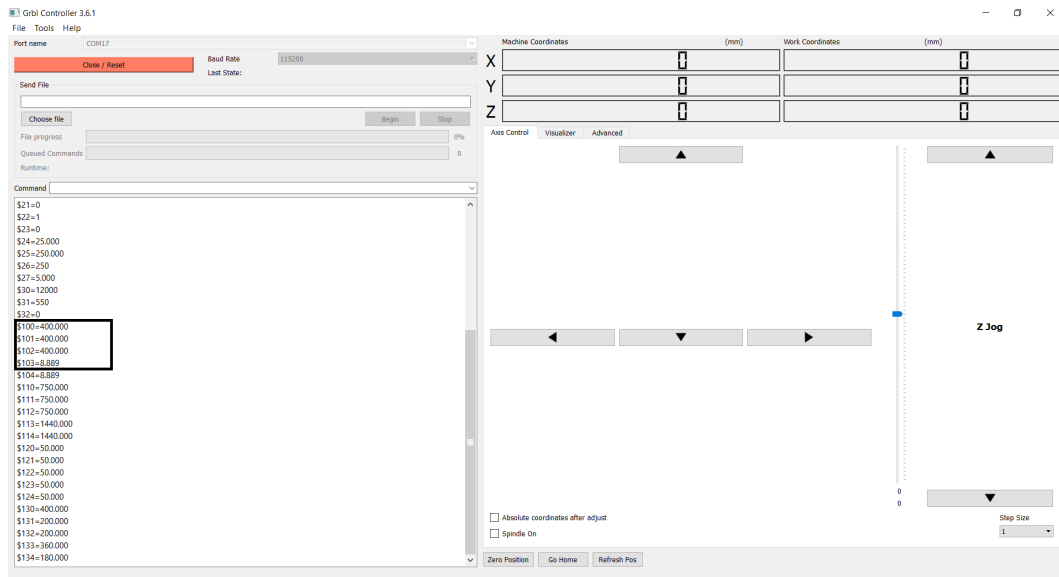 Grbl Controller 3.6.1
File Tools Help
Port name COM17
Close / Reset
Baud Rate 115200
Last State:
Send File
Choose file Begin Stop
File progress 0%
Queued Commands 0
Runtime:
Command
$21=0
$22=1
$23=0
$24=25.000
$25=250.000
$26=250
$27=5.000
$30=12000
$31=550
$32=0
$100=400.000
$101=400.000
$102=400.000
$103=8.889
$104=8.889
$110=750.000
$111=750.000
$112=750.000
$113=1440.000
$114=1440.000
$120=50.000
$121=50.000
$122=50.000
$123=50.000
$124=50.000
$130=400.000
$131=200.000
$132=200.000
$133=360.000
$134=180.000
Machine Coordinates (mm) Work Coordinates (mm)
X 0 0
Y 0 0
Z 0 0
Axis Control Visualizer Advanced
Z Jog
0
0
Absolute coordinates after adjust
Spindle On
Step Size
1
Zero Position Go Home Refresh Pos